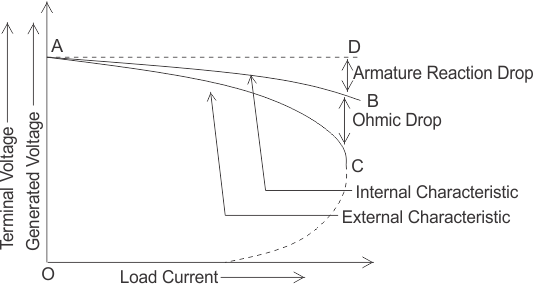 A
D
Armature Reaction Drop
B
Ohmic Drop
C
Internal Characteristic
External Characteristic
Terminal Voltage
Generated Voltage
O
Load Current